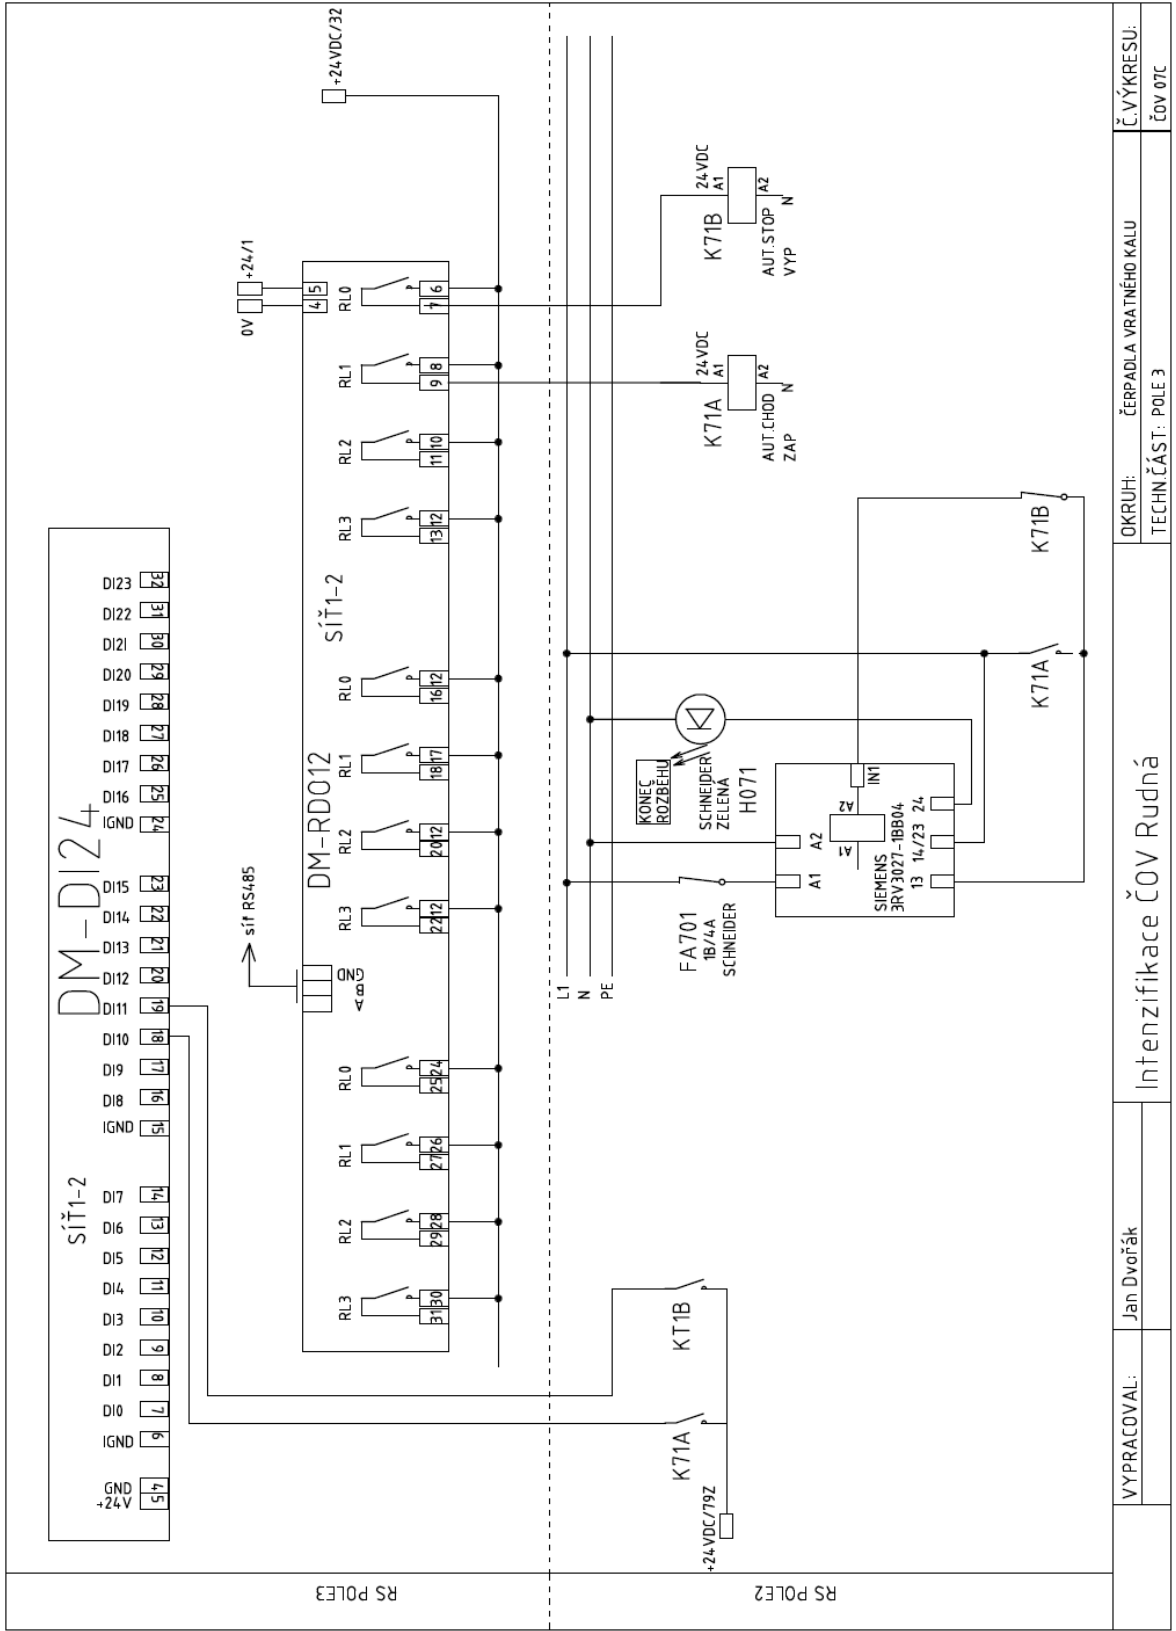 DM-DI24
SÍŤ1-2
+24V 5
GND 4
IGND 6
DI0 7
DI1 8
DI2 9
DI3 10
DI4 11
DI5 12
DI6 13
DI7 14
IGND 15
DI8 16
DI9 17
DI10 18
DI11 19
DI12 20
DI13 21
DI14 22
DI15 23
IGND 24
DI16 25
DI17 26
DI18 27
DI19 28
DI20 29
DI21 30
DI22 31
DI23 32
síť RS485
0V
+24/1
+24VDC/32
DM-RDO12
SÍŤ1-2
A B GND
4 5
RL3 31 30
RL2 29 28
RL1 27 26
RL0 25 24
RL3 22 12
RL2 20 12
RL1 18 17
RL0 16 12
RL3 13 12
RL2 11 10
RL1 9 8
RL0 7 6
RS POLE3
RS POLE2
L1
N
PE
+24VDC/79Z
K71A
KT1B
FA701
1B/4A
SCHNEIDER
KONEC
ROZBĚHU
SCHNEIDER
ZELENÁ
H071
A1 A2
A1 A2
IN1
SIEMENS
3RV3027-1BB04
13 14/23 24
K71A
K71B
K71A
24VDC
A1
A2
N
AUT.CHOD
ZAP
K71B
24VDC
A1
A2
N
AUT.STOP
VYP
VYPRACOVAL:
Jan Dvořák
Intenzifikace ČOV Rudná
OKRUH: ČERPADLA VRATNÉHO KALU
TECHN.ČÁST: POLE 3
Č.VÝKRESU:
ČOV 07C